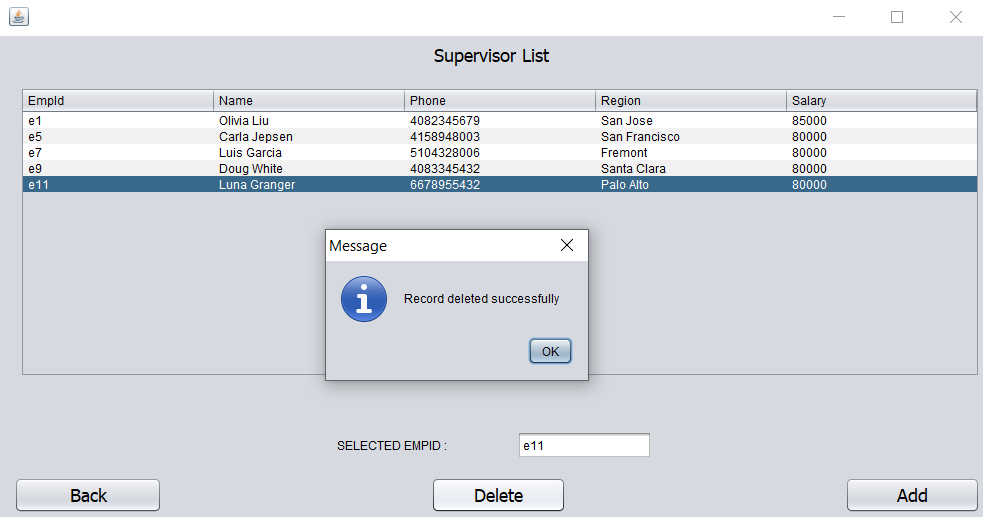 Supervisor List
EmpId Name Phone Region Salary
e1 Olivia Liu 4082345679 San Jose 85000
e5 Carla Jepsen 4158948003 San Francisco 80000
e7 Luis Garcia 5104328006 Fremont 80000
e9 Doug White 4083345432 Santa Clara 80000
e11 Luna Granger 6678955432 Palo Alto 80000
Message
Record deleted successfully
OK
SELECTED EMPID : e11
Back Delete Add